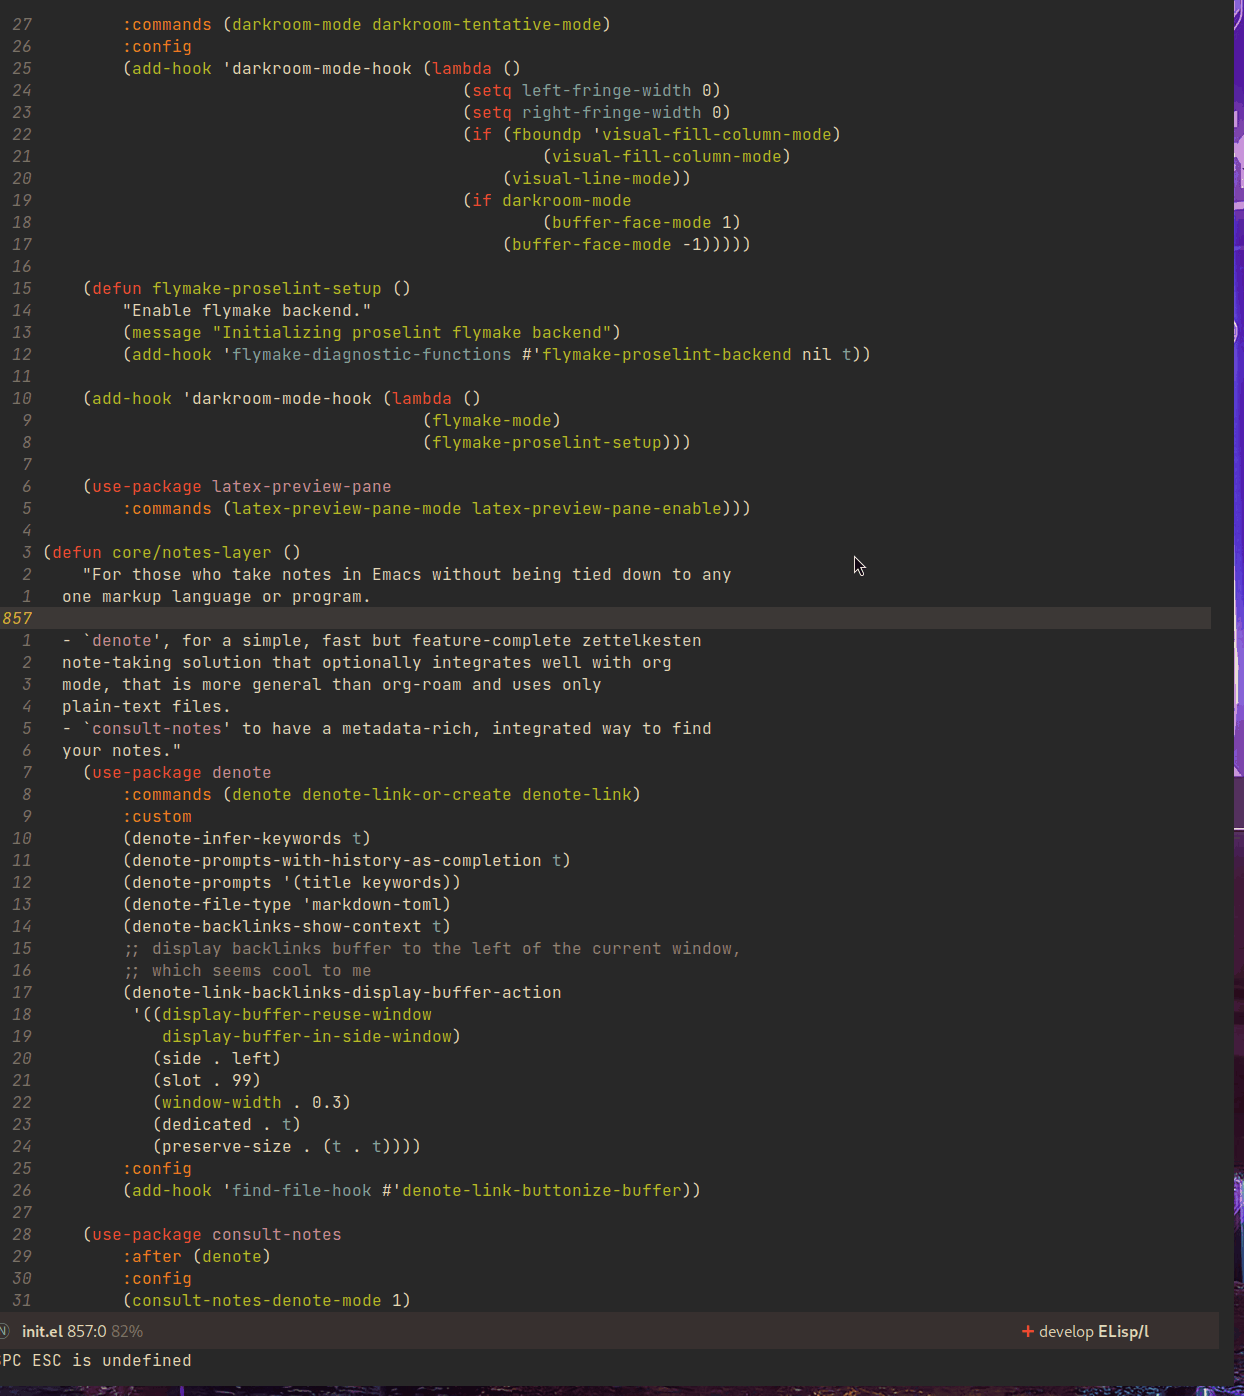 27         :commands (darkroom-mode darkroom-tentative-mode)
26         :config
25         (add-hook 'darkroom-mode-hook (lambda ()
24                                           (setq left-fringe-width 0)
23                                           (setq right-fringe-width 0)
22                                           (if (fboundp 'visual-fill-column-mode)
21                                                   (visual-fill-column-mode)
20                                               (visual-line-mode))
19                                           (if darkroom-mode
18                                                   (buffer-face-mode 1)
17                                               (buffer-face-mode -1)))))
16
15     (defun flymake-proselint-setup ()
14         "Enable flymake backend."
13         (message "Initializing proselint flymake backend")
12         (add-hook 'flymake-diagnostic-functions #'flymake-proselint-backend nil t))
11
10     (add-hook 'darkroom-mode-hook (lambda ()
9                                       (flymake-mode)
8                                       (flymake-proselint-setup)))
7
6     (use-package latex-preview-pane
5         :commands (latex-preview-pane-mode latex-preview-pane-enable)))
4
3 (defun core/notes-layer ()
2     "For those who take notes in Emacs without being tied down to any
1   one markup language or program.
857
1   - `denote', for a simple, fast but feature-complete zettelkesten
2   note-taking solution that optionally integrates well with org
3   mode, that is more general than org-roam and uses only
4   plain-text files.
5   - `consult-notes' to have a metadata-rich, integrated way to find
6   your notes."
7     (use-package denote
8         :commands (denote denote-link-or-create denote-link)
9         :custom
10         (denote-infer-keywords t)
11         (denote-prompts-with-history-as-completion t)
12         (denote-prompts '(title keywords))
13         (denote-file-type 'markdown-toml)
14         (denote-backlinks-show-context t)
15         ;; display backlinks buffer to the left of the current window,
16         ;; which seems cool to me
17         (denote-link-backlinks-display-buffer-action
18          '((display-buffer-reuse-window
19             display-buffer-in-side-window)
20            (side . left)
21            (slot . 99)
22            (window-width . 0.3)
23            (dedicated . t)
24            (preserve-size . (t . t))))
25         :config
26         (add-hook 'find-file-hook #'denote-link-buttonize-buffer))
27
28     (use-package consult-notes
29         :after (denote)
30         :config
31         (consult-notes-denote-mode 1)
N init.el 857:0 82% + develop ELisp/l
SPC ESC is undefined